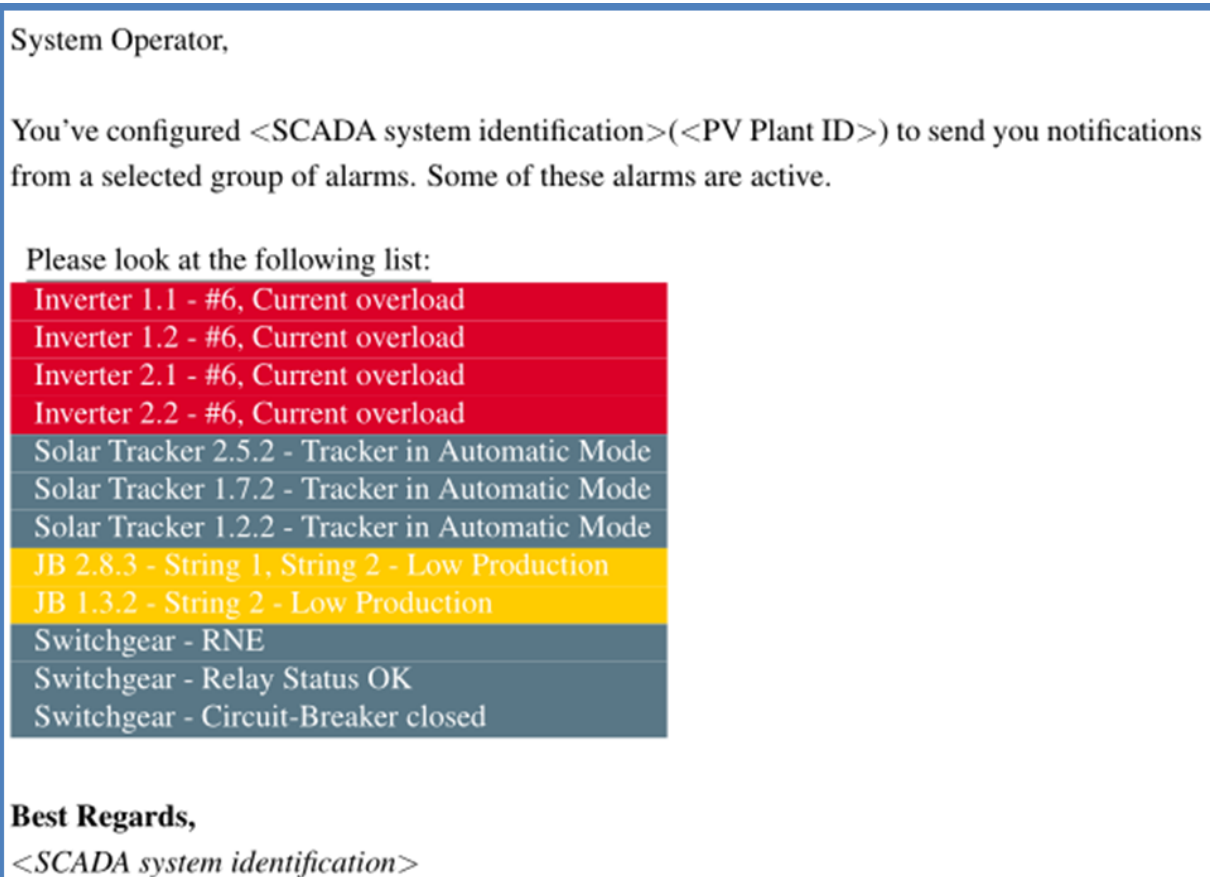 System Operator,
You've configured <SCADA system identification>(<PV Plant ID>) to send you notifications
from a selected group of alarms. Some of these alarms are active.
Please look at the following list:
Inverter 1.1 - #6, Current overload
Inverter 1.2 - #6, Current overload
Inverter 2.1 - #6, Current overload
Inverter 2.2 - #6, Current overload
Solar Tracker 2.5.2 - Tracker in Automatic Mode
Solar Tracker 1.7.2 - Tracker in Automatic Mode
Solar Tracker 1.2.2 - Tracker in Automatic Mode
JB 2.8.3 - String 1, String 2 - Low Production
JB 1.3.2 - String 2 - Low Production
Switchgear - RNE
Switchgear - Relay Status OK
Switchgear - Circuit-Breaker closed
Best Regards,
<SCADA system identification>